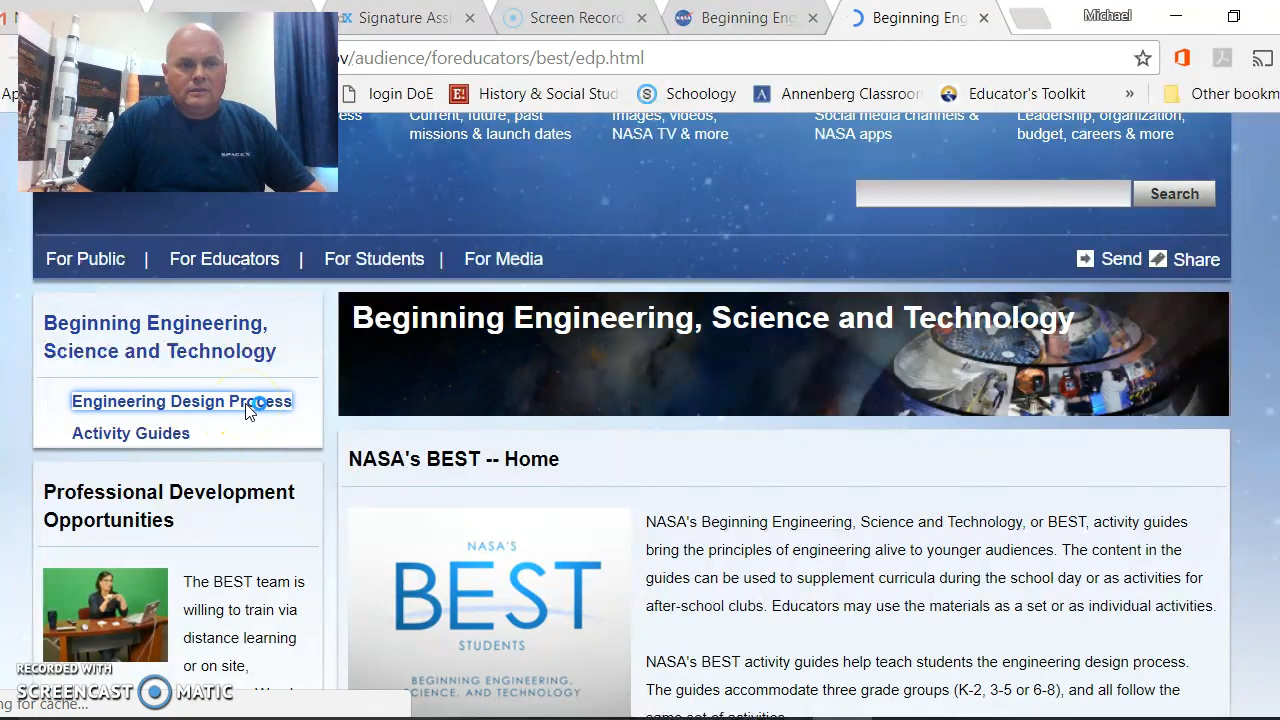 Signature Assi
Screen Record
Beginning Eng
Beginning Eng
Michael
/audience/foreducators/best/edp.html
login DoE
History & Social Stud
Schoology
Annenberg Classroom
Educator's Toolkit
»
Other bookm
Current, future, past
missions & launch dates
Images, videos,
NASA TV & more
Social media channels &
NASA apps
Leadership, organization,
budget, careers & more
Search
For Public | For Educators | For Students | For Media
Send
Share
SPACEX
Beginning Engineering,
Science and Technology
Engineering Design Process
Activity Guides
Professional Development
Opportunities
The BEST team is
willing to train via
distance learning
or on site,
Beginning Engineering, Science and Technology
NASA's BEST -- Home
NASA'S
BEST
STUDENTS
BEGINNING ENGINEERING,
SCIENCE, AND TECHNOLOGY
NASA's Beginning Engineering, Science and Technology, or BEST, activity guides
bring the principles of engineering alive to younger audiences. The content in the
guides can be used to supplement curricula during the school day or as activities for
after-school clubs. Educators may use the materials as a set or as individual activities.
NASA's BEST activity guides help teach students the engineering design process.
The guides accommodate three grade groups (K-2, 3-5 or 6-8), and all follow the
same set of activities.
RECORDED WITH
SCREENCAST MATIC
for cache...